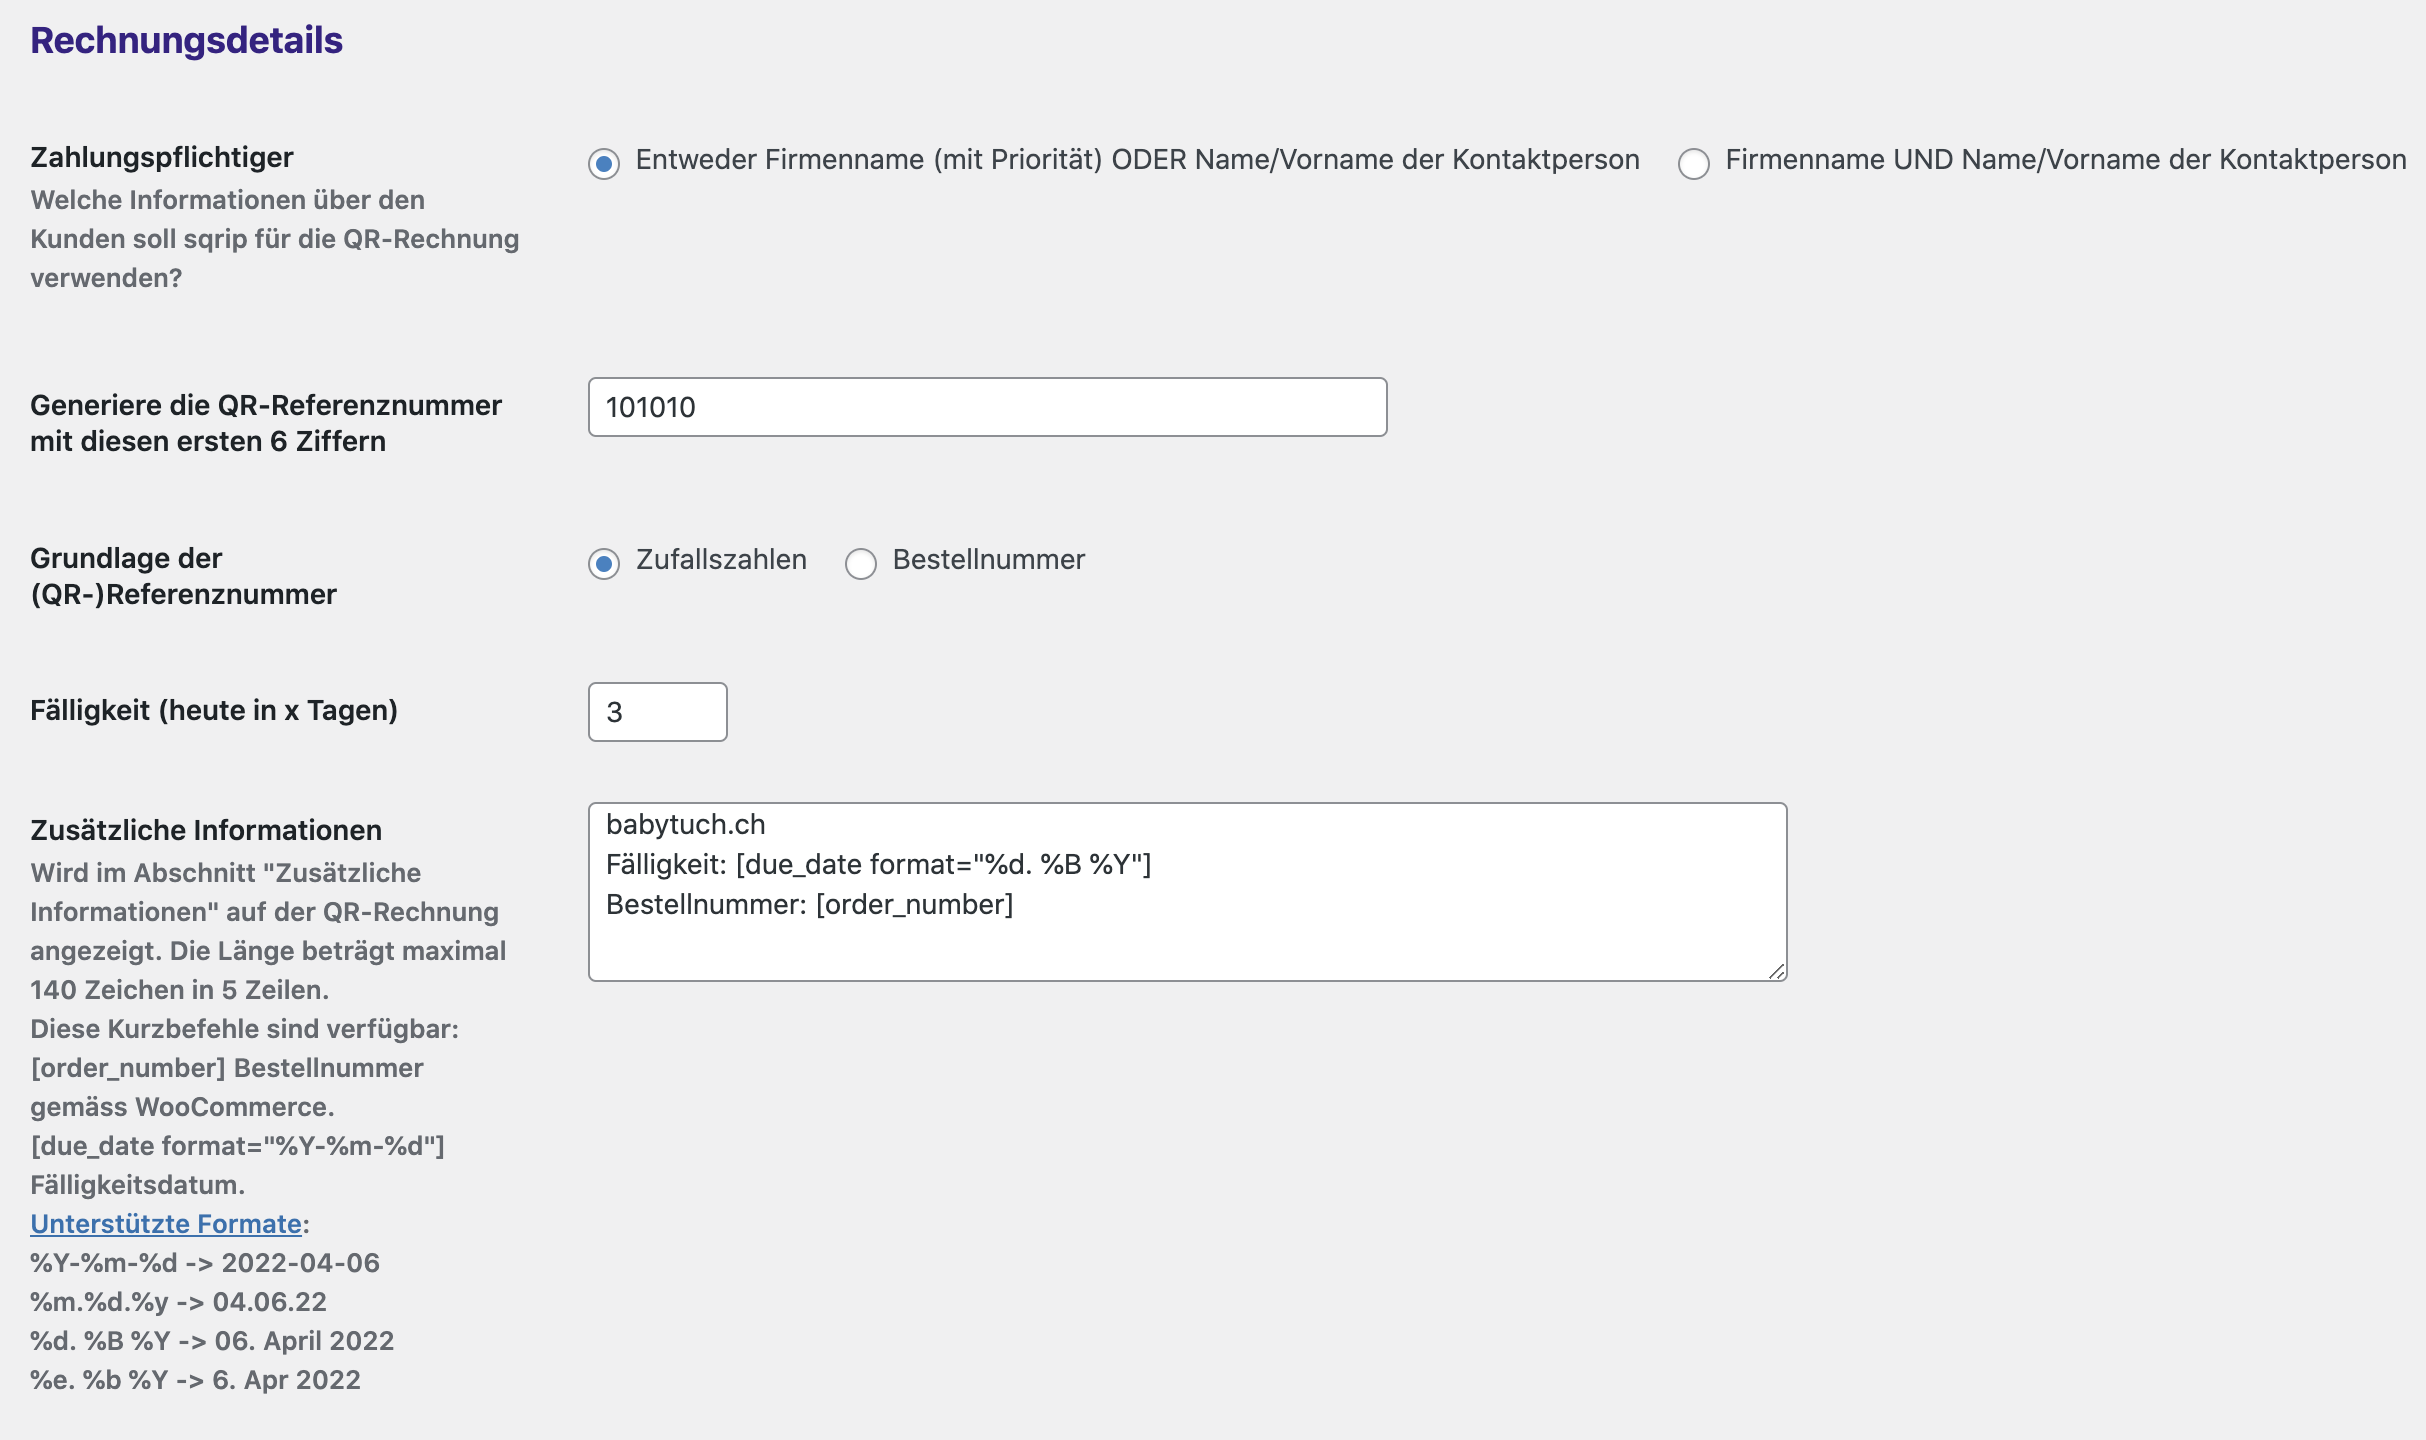 Rechnungsdetails
Zahlungspflichtiger
Welche Informationen über den
Kunden soll sqrip für die QR-Rechnung
verwenden?
Entweder Firmenname (mit Priorität) ODER Name/Vorname der Kontaktperson
Firmenname UND Name/Vorname der Kontaktperson
Generiere die QR-Referenznummer
mit diesen ersten 6 Ziffern
101010
Grundlage der
(QR-)Referenznummer
Zufallszahlen
Bestellnummer
Fälligkeit (heute in x Tagen)
3
Zusätzliche Informationen
Wird im Abschnitt "Zusätzliche
Informationen" auf der QR-Rechnung
angezeigt. Die Länge beträgt maximal
140 Zeichen in 5 Zeilen.
Diese Kurzbefehle sind verfügbar:
[order_number] Bestellnummer
gemäss WooCommerce.
[due_date format="%Y-%m-%d"]
Fälligkeitsdatum.
Unterstützte Formate:
%Y-%m-%d -> 2022-04-06
%m.%d.%y -> 04.06.22
%d. %B %Y -> 06. April 2022
%e. %b %Y -> 6. Apr 2022
babytuch.ch
Fälligkeit: [due_date format="%d. %B %Y"]
Bestellnummer: [order_number]